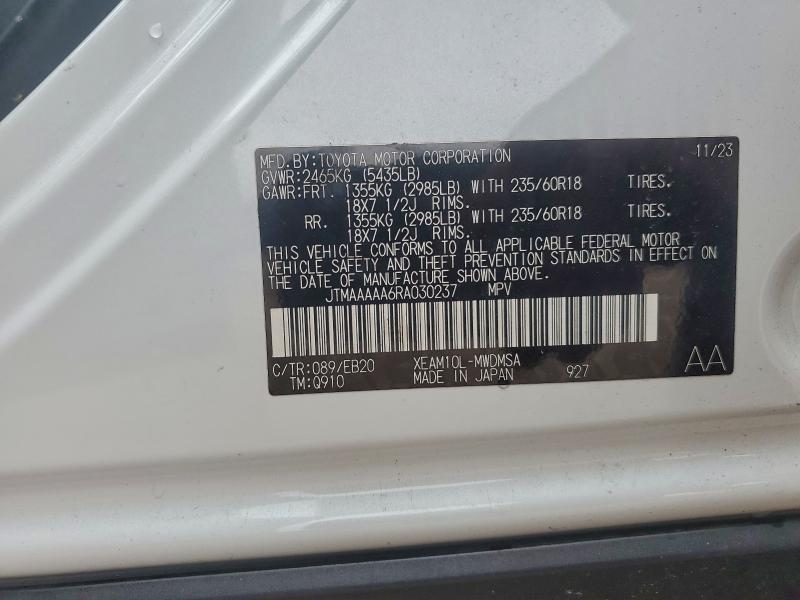 MFD.BY:TOYOTA MOTOR CORPORATION 11/23
GVWR:2465KG (5435LB)
GAWR:FRT. 1355KG (2985LB) WITH 235/60R18 TIRES.
18X7 1/2J RIMS.
RR. 1355KG (2985LB) WITH 235/60R18 TIRES.
18X7 1/2J RIMS.
THIS VEHICLE CONFORMS TO ALL APPLICABLE FEDERAL MOTOR
VEHICLE SAFETY AND THEFT PREVENTION STANDARDS IN EFFECT ON
THE DATE OF MANUFACTURE SHOWN ABOVE.
JTMAAAAA6RA030237 MPV
C/TR:089/EB20 XEAM10L-MWDMSA
TM:Q910 MADE IN JAPAN 927 AA